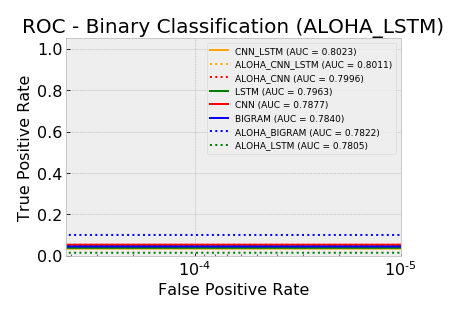 ROC - Binary Classification (ALOHA_LSTM)
1.0
0.8
0.6
0.4
0.2
0.0
True Positive Rate
CNN_LSTM (AUC = 0.8023)
ALOHA_CNN_LSTM (AUC = 0.8011)
ALOHA_CNN (AUC = 0.7996)
LSTM (AUC = 0.7963)
CNN (AUC = 0.7877)
BIGRAM (AUC = 0.7840)
ALOHA_BIGRAM (AUC = 0.7822)
ALOHA_LSTM (AUC = 0.7805)
10⁻⁴ 10⁻⁵
False Positive Rate